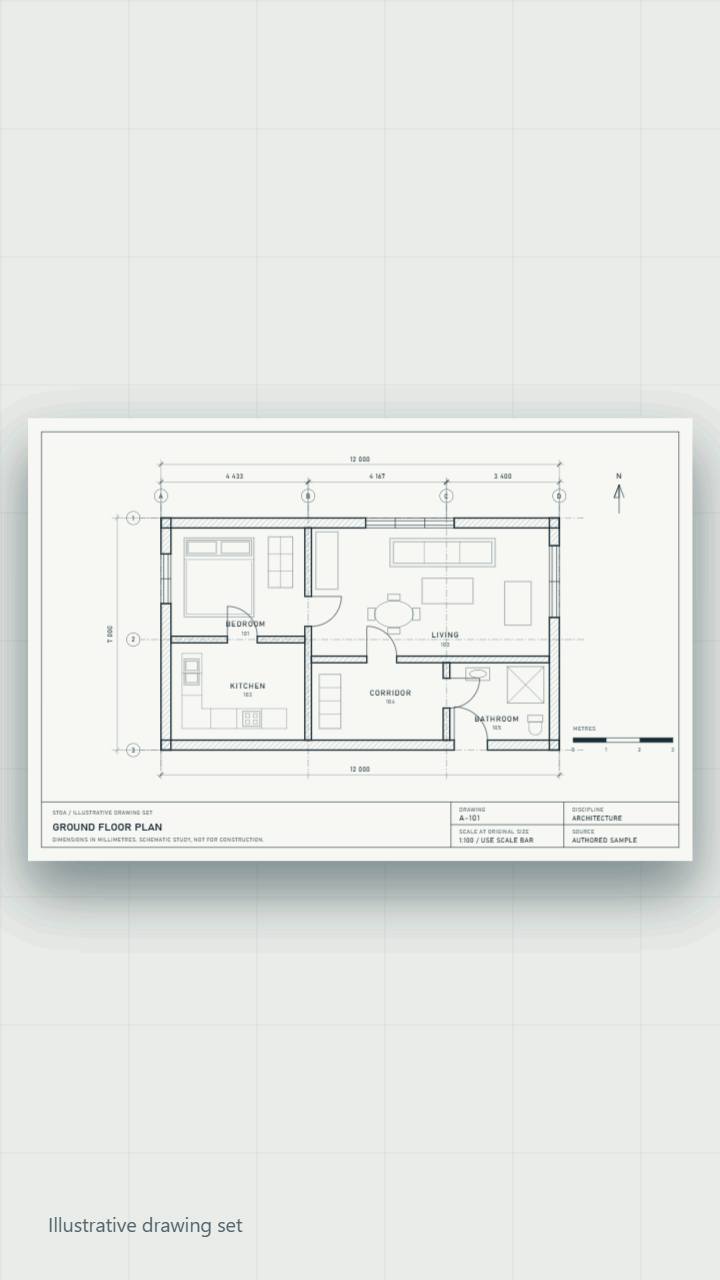 12 000
4 433
4 167
3 400
N
A
B
C
D
1
BEDROOM
101
LIVING
102
7 000
2
KITCHEN
103
CORRIDOR
104
BATHROOM
105
METRES
0
1
2
3
3
12 000
STOA / ILLUSTRATIVE DRAWING SET
GROUND FLOOR PLAN
DIMENSIONS IN MILLIMETRES. SCHEMATIC STUDY, NOT FOR CONSTRUCTION.
DRAWING
A-101
DISCIPLINE
ARCHITECTURE
SCALE AT ORIGINAL SIZE
1:100 / USE SCALE BAR
SOURCE
AUTHORED SAMPLE
Illustrative drawing set